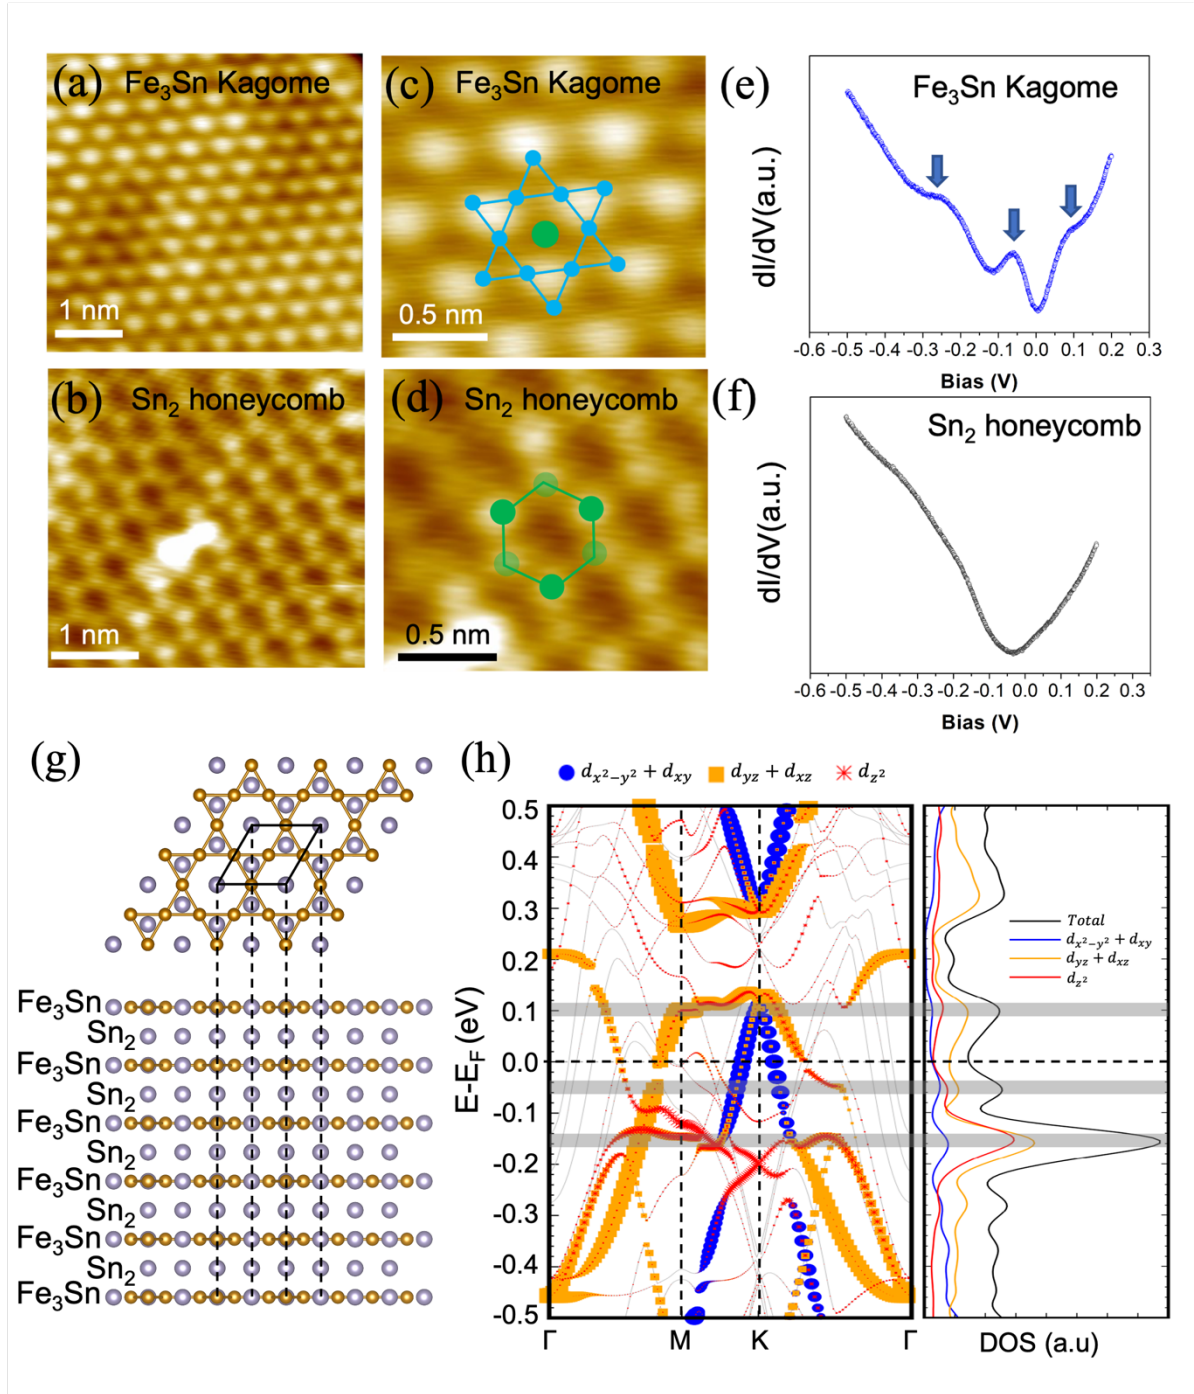 (a) Fe₃Sn Kagome
1 nm
(b) Sn₂ honeycomb
1 nm
(c) Fe₃Sn Kagome
0.5 nm
(d) Sn₂ honeycomb
0.5 nm
(e) Fe₃Sn Kagome
dI/dV(a.u.)
-0.6 -0.5 -0.4 -0.3 -0.2 -0.1 0.0 0.1 0.2 0.3
Bias (V)
(f) Sn₂ honeycomb
dI/dV(a.u.)
-0.6 -0.5 -0.4 -0.3 -0.2 -0.1 0.0 0.1 0.2 0.3
Bias (V)
(g)
Fe₃Sn
Sn₂
Fe₃Sn
Sn₂
Fe₃Sn
Sn₂
Fe₃Sn
Sn₂
Fe₃Sn
Sn₂
Fe₃Sn
(h)
dₓ²₋ᵧ² + dxy dyz + dxz dz²
E-E_F (eV)
0.5
0.4
0.3
0.2
0.1
0.0
-0.1
-0.2
-0.3
-0.4
-0.5
Γ M K Γ
Total
dₓ²₋ᵧ² + dxy
dyz + dxz
dz²
DOS (a.u)